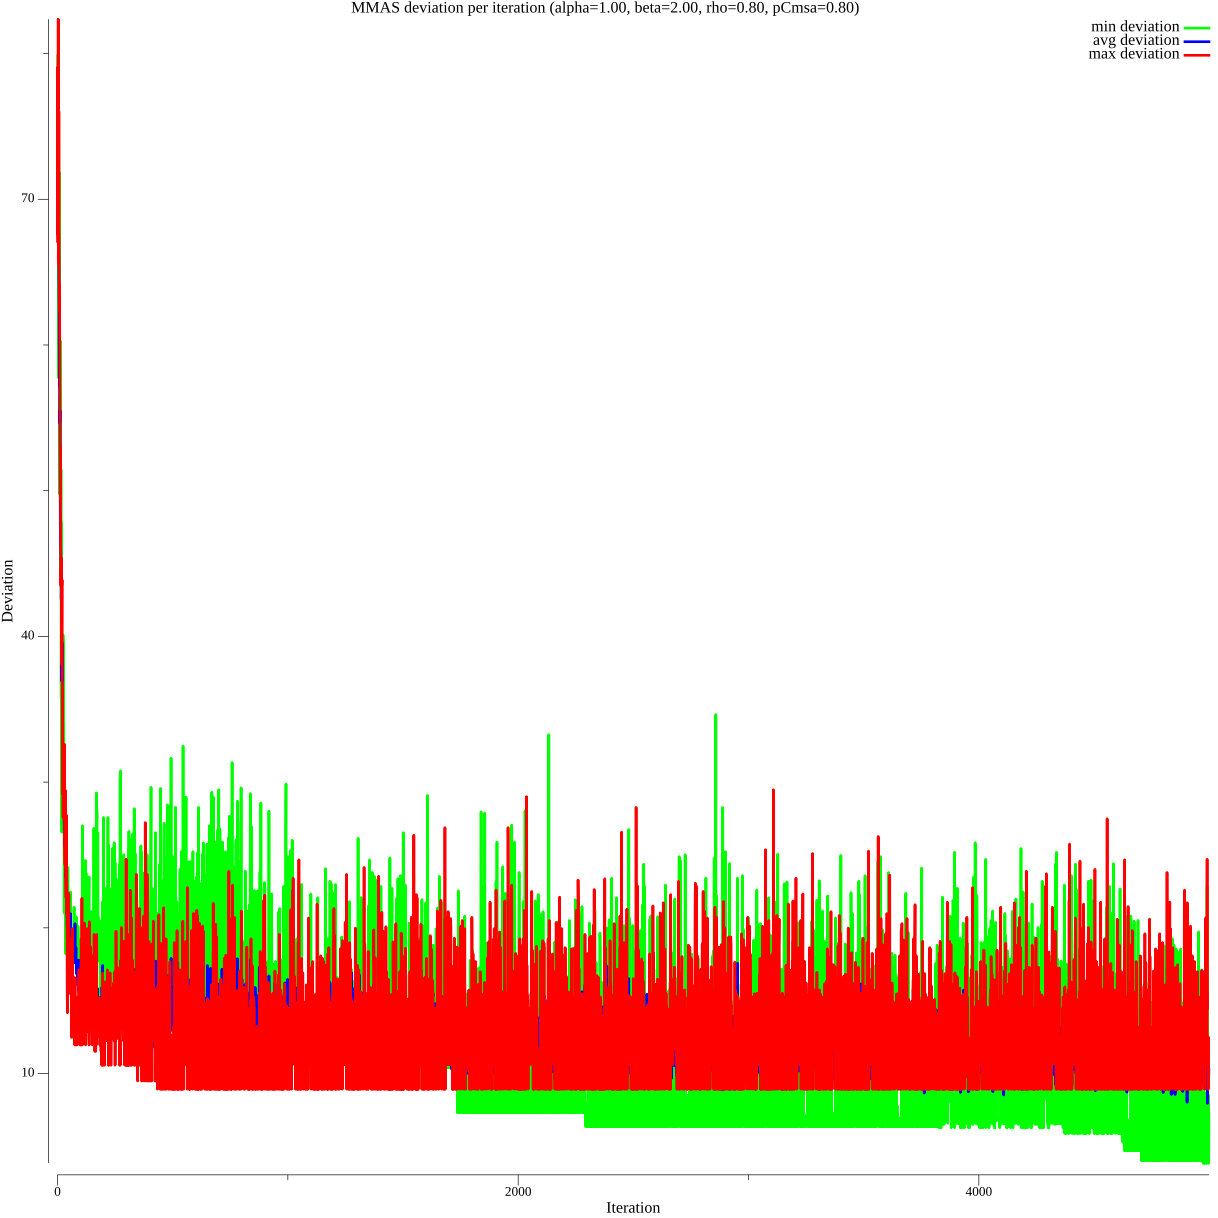 MMAS deviation per iteration (alpha=1.00, beta=2.00, rho=0.80, pCmsa=0.80)
min deviation
avg deviation
max deviation
70
40
10
Deviation
0
2000
4000
Iteration